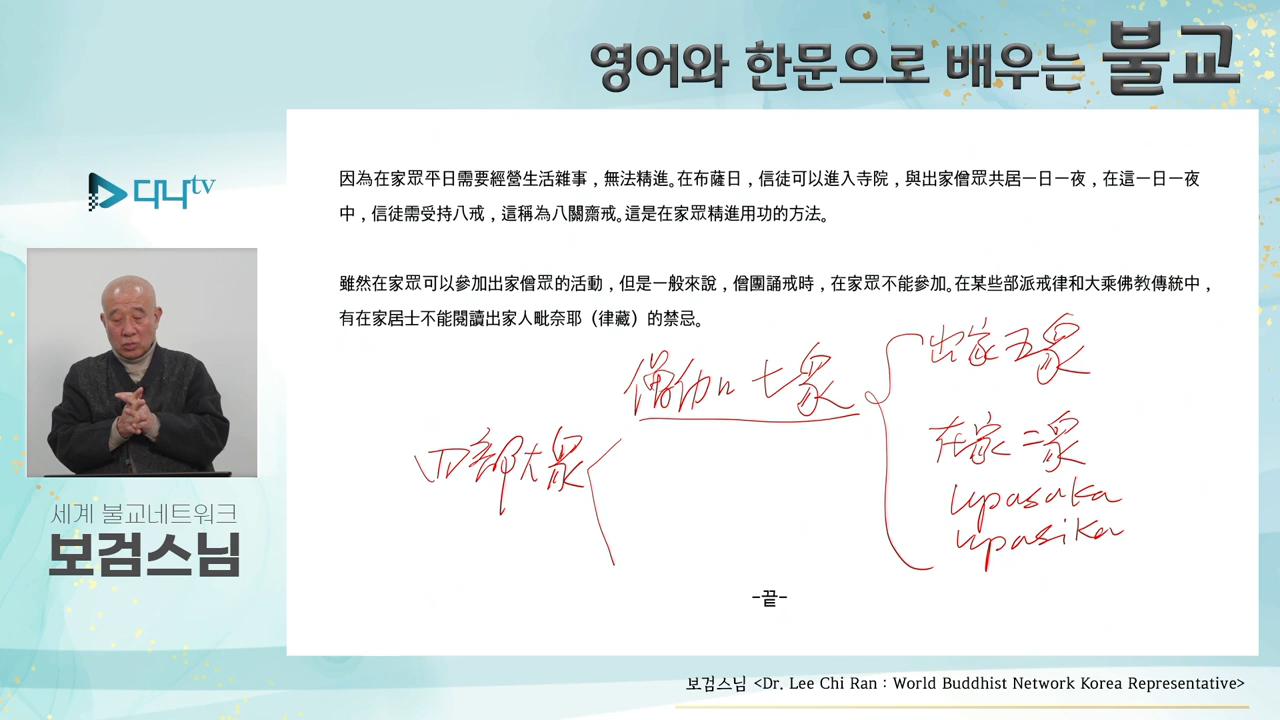 영어와 한문으로 배우는 불교
디나tv
因為在家眾平日需要經營生活雜事，無法精進。在布薩日，信徒可以進入寺院，與出家僧眾共居一日一夜，在這一日一夜
中，信徒需受持八戒，這稱為八關齋戒。這是在家眾精進用功的方法。
雖然在家眾可以參加出家僧眾的活動，但是一般來說，僧團誦戒時，在家眾不能參加。在某些部派戒律和大乘佛教傳統中，
有在家居士不能閱讀出家人毗奈耶（律藏）的禁忌。
出家五眾
僧伽 七眾
四部大眾
在家二眾
upasaka
upasika
-끝-
세계 불교네트워크
보검스님
보검스님 <Dr. Lee Chi Ran : World Buddhist Network Korea Representative>